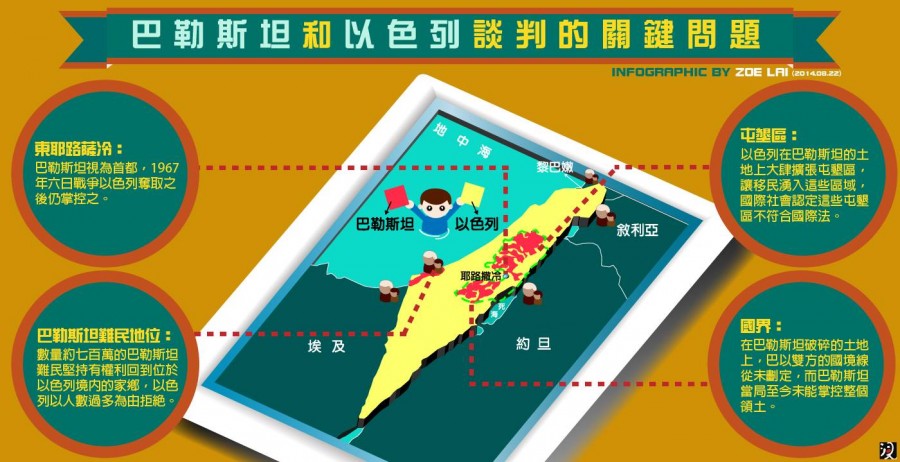 巴勒斯坦和以色列談判的關鍵問題
INFOGRAPHIC BY ZOE LAI (2014.08.22)
東耶路薩冷：
巴勒斯坦視為首都，1967
年六日戰爭以色列奪取之
後仍掌控之。
屯墾區：
以色列在巴勒斯坦的土
地上大肆擴張屯墾區，
讓移民湧入這些區域，
國際社會認定這些屯墾
區不符合國際法。
地中海
黎巴嫩
巴勒斯坦
以色列
敘利亞
耶路撒冷
死海
埃及
約旦
巴勒斯坦難民地位：
數量約七百萬的巴勒斯坦
難民堅持有權利回到位於
以色列境內的家鄉，以色
列以人數過多為由拒絕。
國界：
在巴勒斯坦破碎的土地
上，巴以雙方的國境線
從未劃定，而巴勒斯坦
當局至今未能掌控整個
領土。